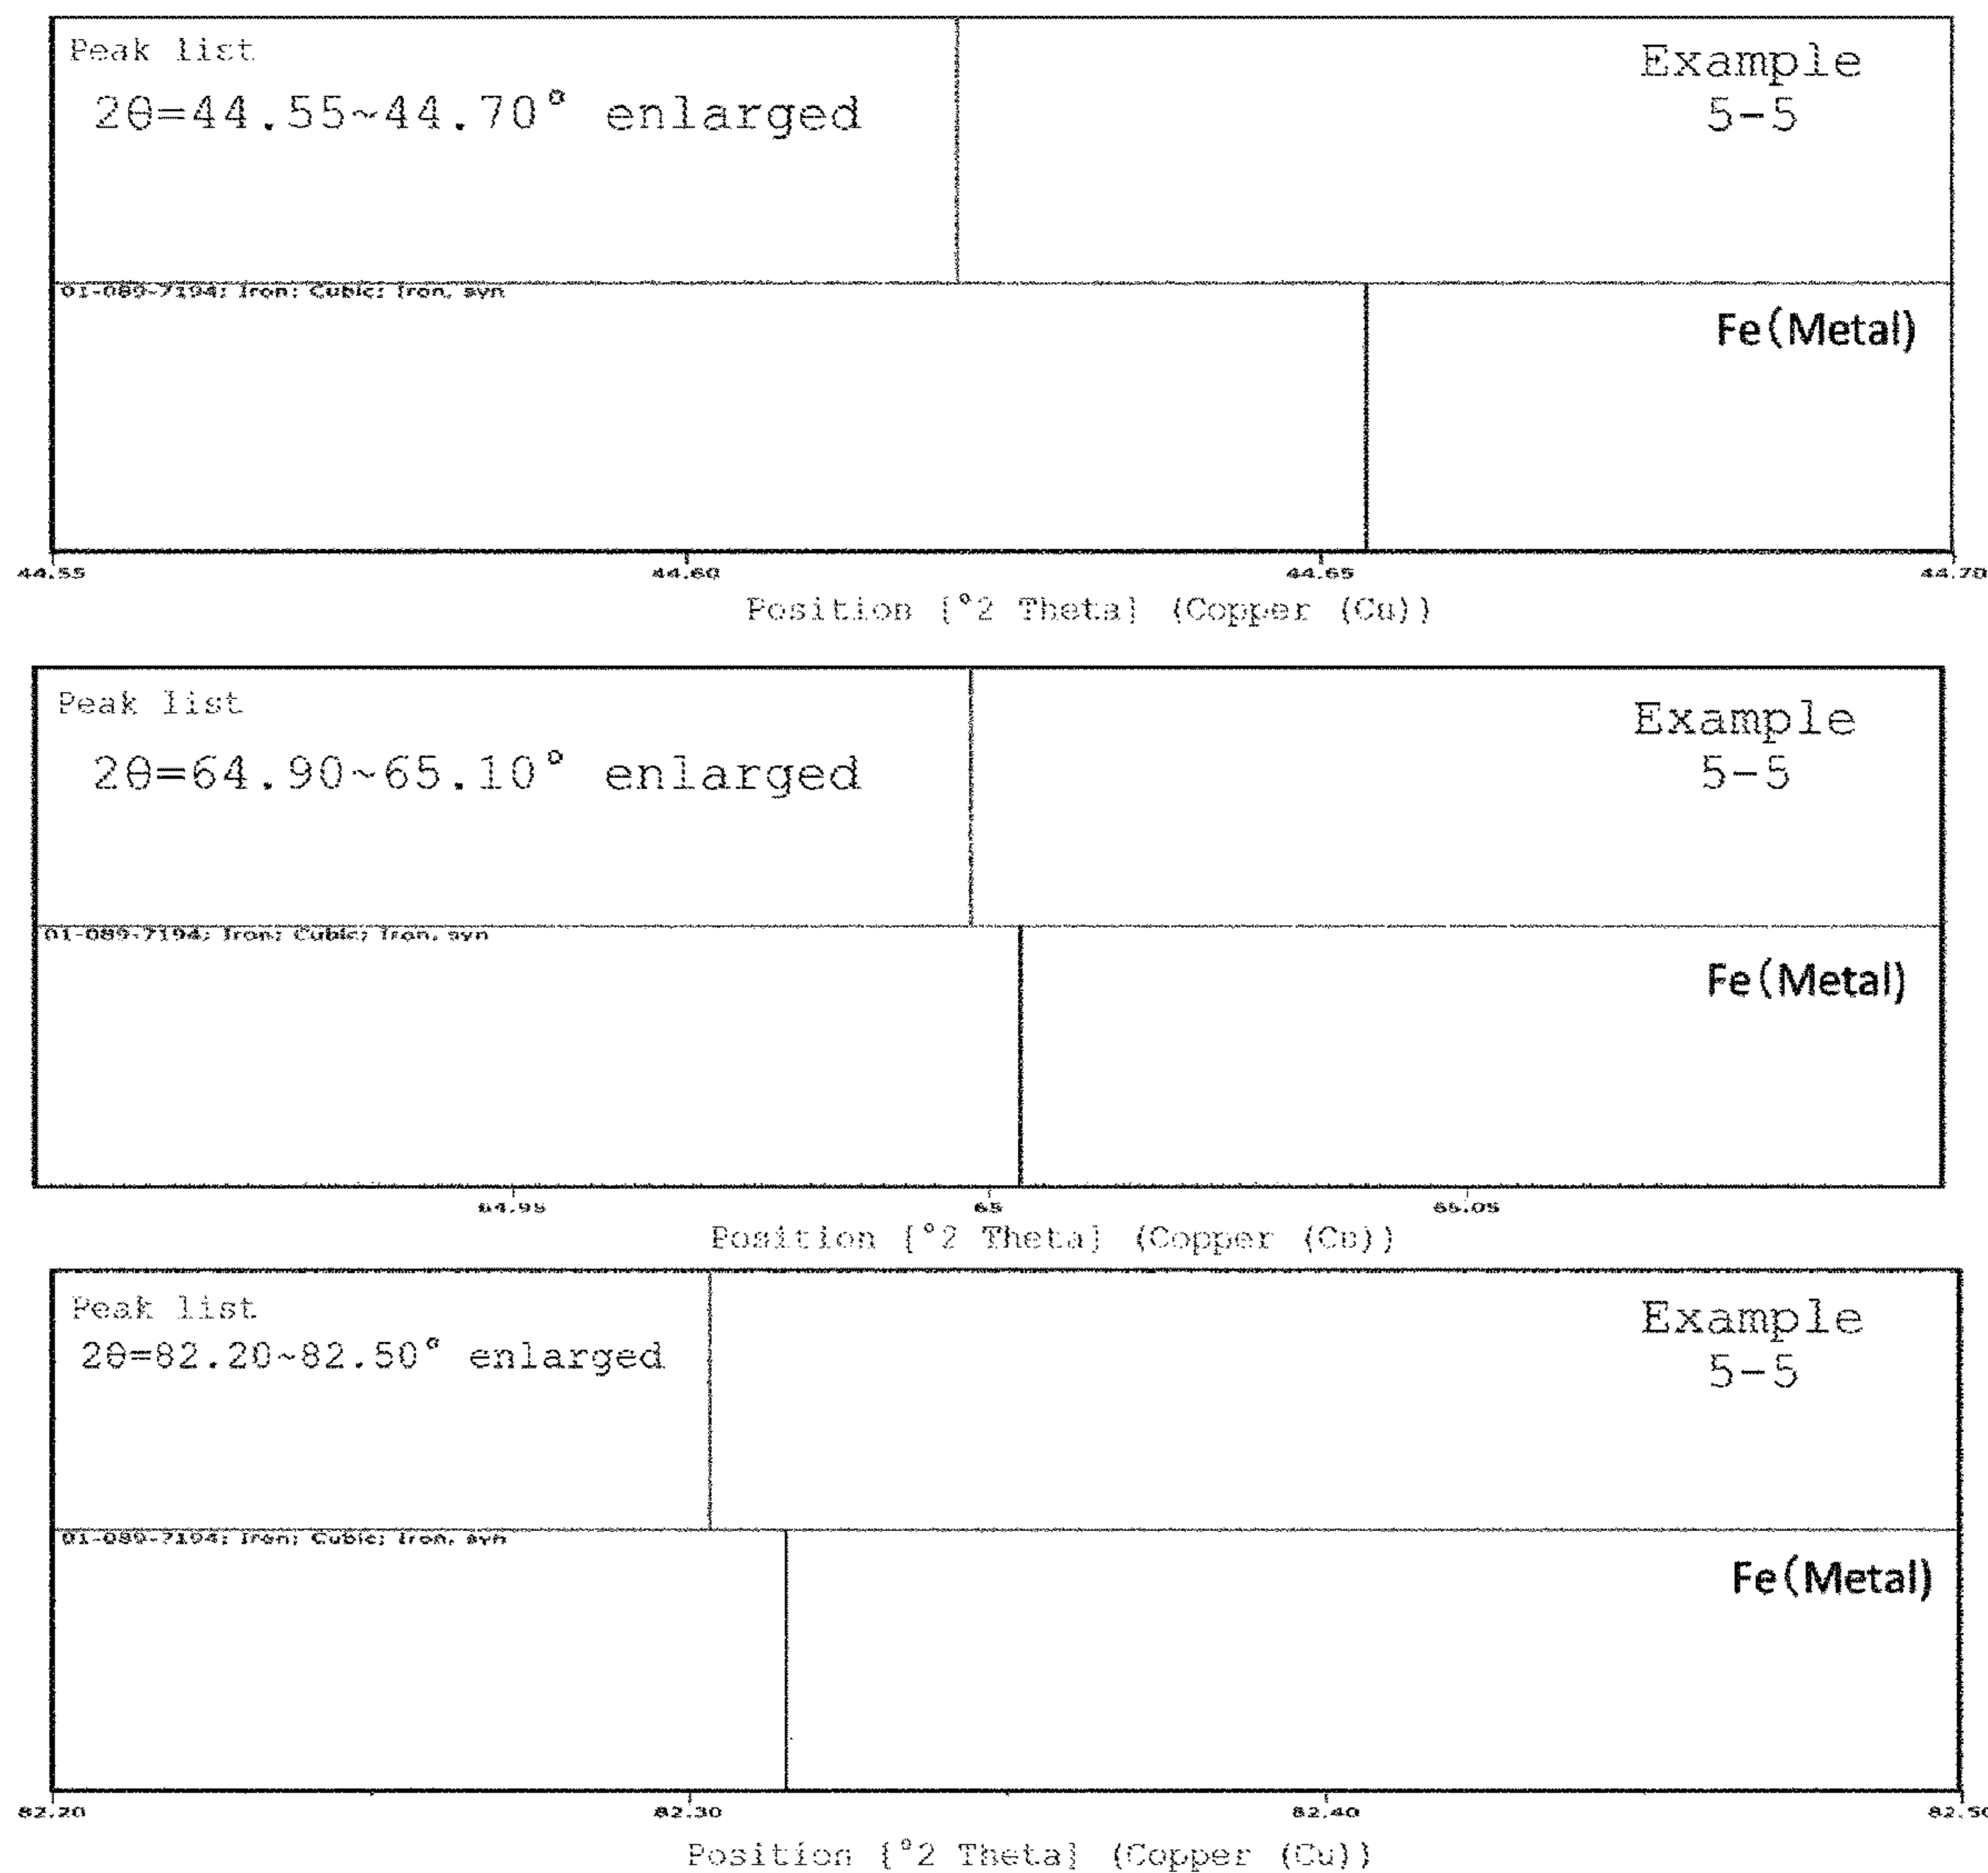 Peak list
2θ=44.55~44.70° enlarged
Example
5-5
01-089-7194; Iron; Cubic; Iron, syn
Fe(Metal)
44.55 44.60 44.65 44.70
Position [°2 Theta] (Copper (Cu))
Peak list
2θ=64.90~65.10° enlarged
Example
5-5
01-089-7194; Iron; Cubic; Iron, syn
Fe(Metal)
64.95 65 65.05
Position [°2 Theta] (Copper (Cu))
Peak list
2θ=82.20~82.50° enlarged
Example
5-5
01-089-7194; Iron; Cubic; Iron, syn
Fe(Metal)
82.20 82.30 82.40 82.50
Position [°2 Theta] (Copper (Cu))